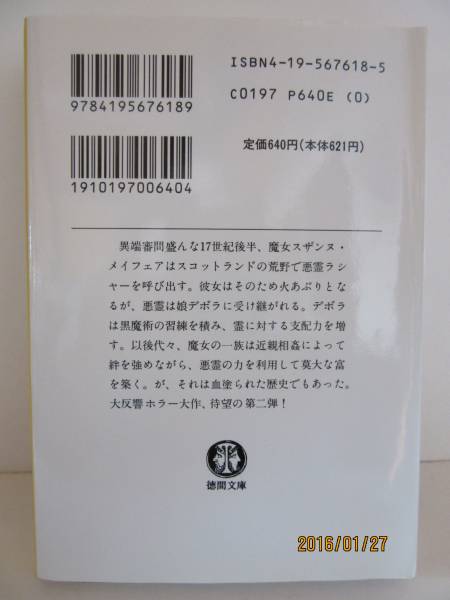 ISBN4-19-567618-5
9784195676189
C0197 P640E (0)
定価640円(本体621円)
1910197006404
異端審問盛んな17世紀後半、魔女スザンヌ・
メイフェアはスコットランドの荒野で悪霊ラシ
ャーを呼び出す。彼女はそのため火あぶりとな
るが、悪霊は娘デボラに受け継がれる。デボラ
は黒魔術の習練を積み、霊に対する支配力を増
す。以後代々、魔女の一族は近親相姦によって
絆を強めながら、悪霊の力を利用して莫大な富
を築く。が、それは血塗られた歴史でもあった。
大反響ホラー大作、待望の第二弾!
徳間文庫
2016/01/27